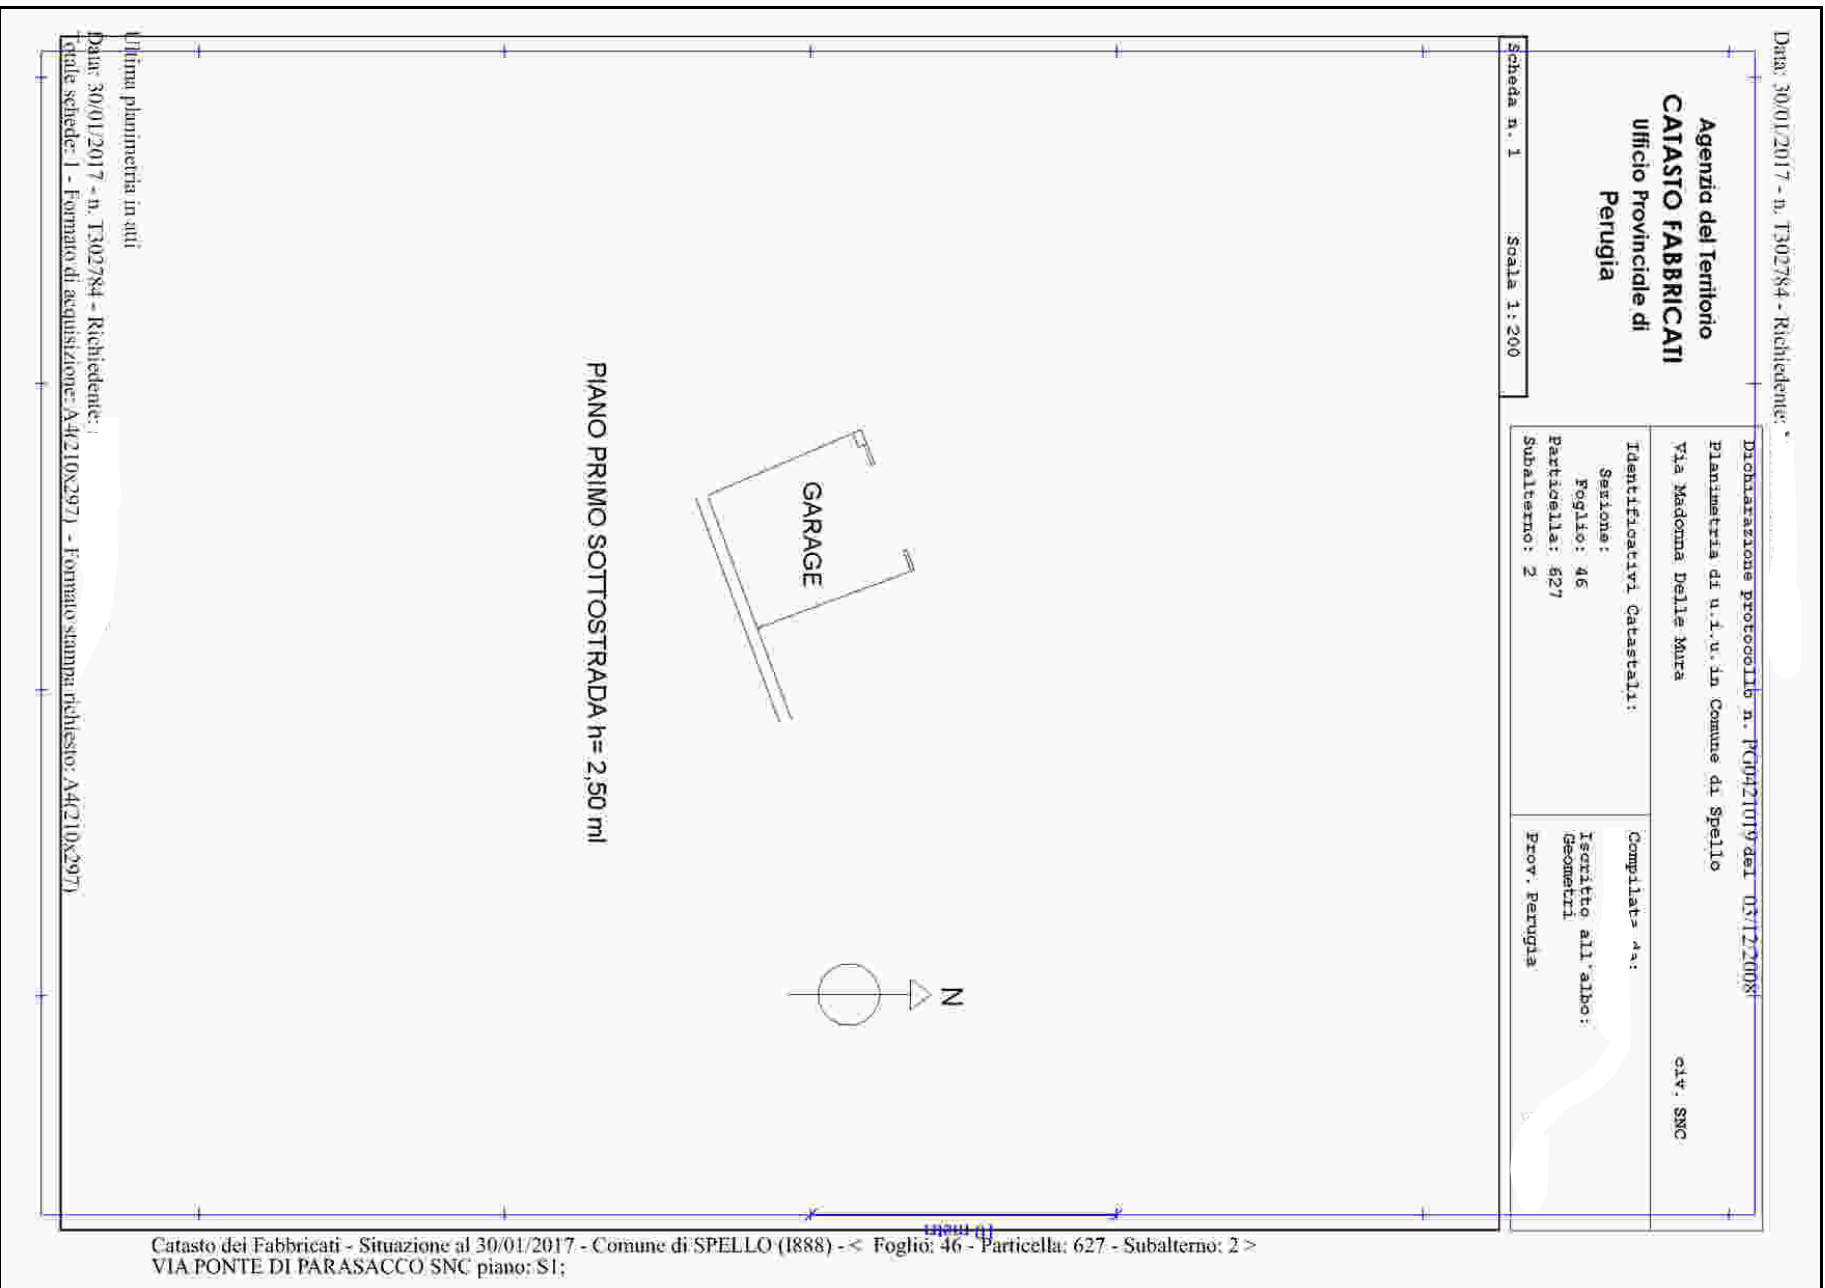 Data: 30/01/2017 - n. T302784 - Richiedente:
Agenzia del Territorio
CATASTO FABBRICATI
Ufficio Provinciale di
Perugia
Dichiarazione protocollo n. PG0421019 del 03/12/2008
Planimetria di u.i.u. in Comune di Spello
Via Madonna Delle Mura civ. SNC
Identificativi Catastali:
Sezione:
Foglio: 46
Particella: 627
Subalterno: 2
Compilata da:
Iscritto all'albo:
Geometri
Prov. Perugia
Scheda n. 1 Scala 1:200
N
GARAGE
PIANO PRIMO SOTTOSTRADA h= 2,50 ml
10 metri
Ultima planimetria in atti
Data: 30/01/2017 - n. T302784 - Richiedente:
Totale schede: 1 - Formato di acquisizione: A4(210x297) - Formato stampa richiesto: A4(210x297)
Catasto dei Fabbricati - Situazione al 30/01/2017 - Comune di SPELLO (I888) - < Foglio: 46 - Particella: 627 - Subalterno: 2 >
VIA PONTE DI PARASACCO SNC piano: S1;